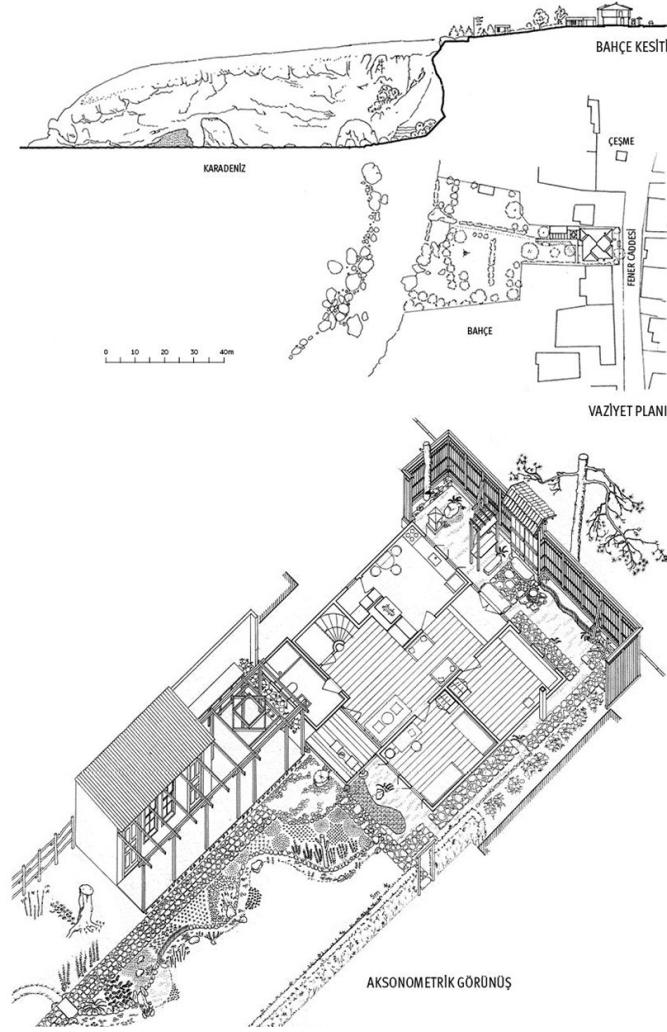 BAHÇE KESİTİ
KARADENİZ
ÇEŞME
FENER CADDESİ
BAHÇE
0 10 20 30 40m
VAZİYET PLANI
AKSONOMETRİK GÖRÜNÜŞ